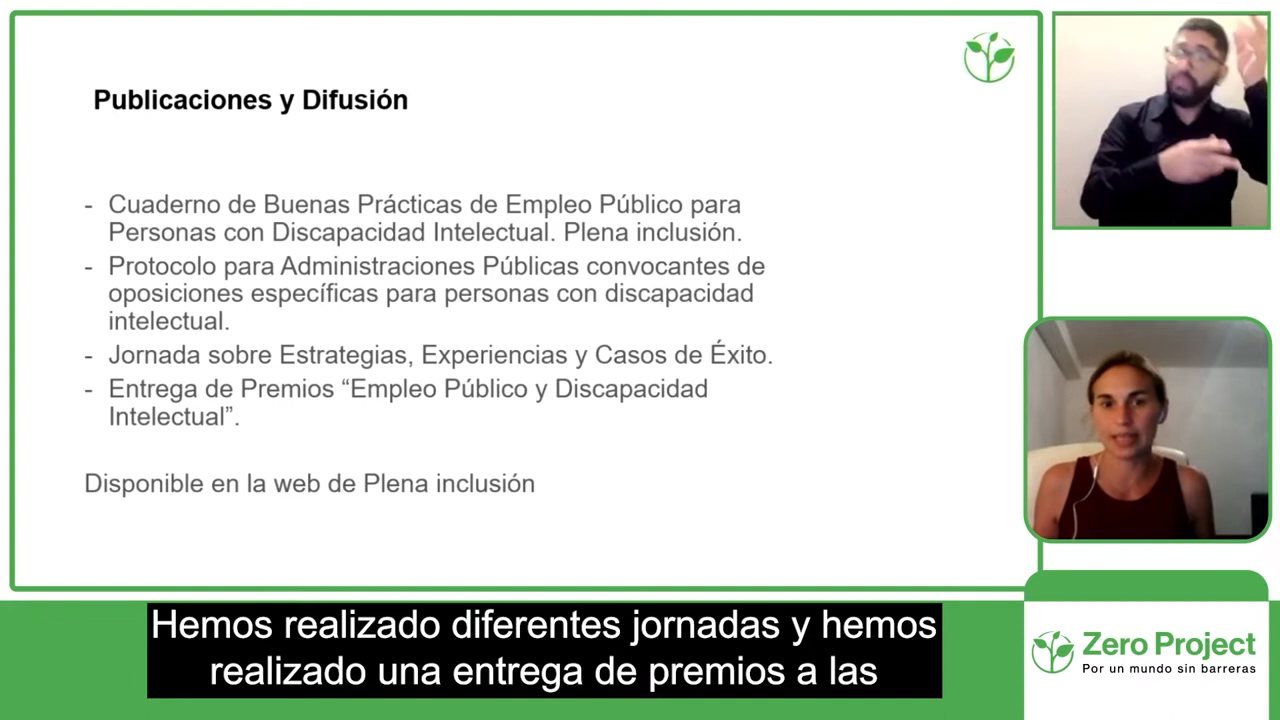 Publicaciones y Difusión
- Cuaderno de Buenas Prácticas de Empleo Público para
Personas con Discapacidad Intelectual. Plena inclusión.
- Protocolo para Administraciones Públicas convocantes de
oposiciones específicas para personas con discapacidad
intelectual.
- Jornada sobre Estrategias, Experiencias y Casos de Éxito.
- Entrega de Premios “Empleo Público y Discapacidad
Intelectual”.
Disponible en la web de Plena inclusión
Hemos realizado diferentes jornadas y hemos
realizado una entrega de premios a las
Zero Project
Por un mundo sin barreras